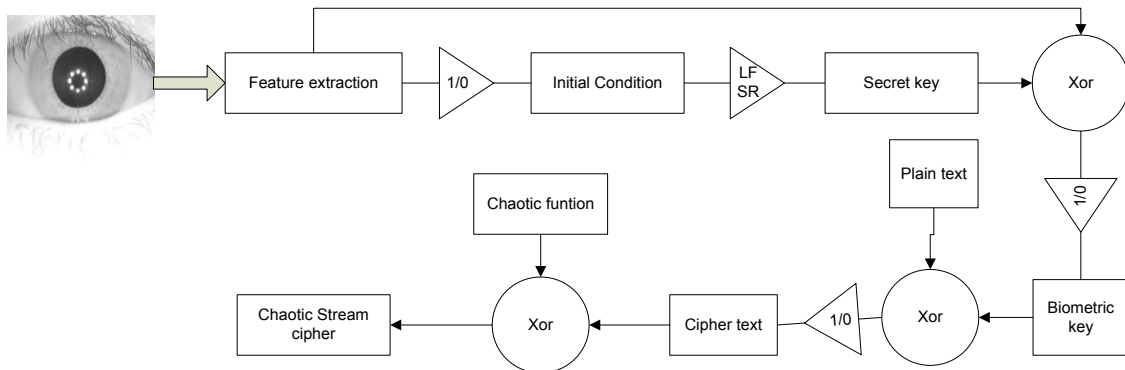 Feature extraction
1/0
Initial Condition
LF
SR
Secret key
Xor
1/0
Plain text
Chaotic funtion
Biometric
key
Xor
1/0
Cipher text
Xor
Chaotic Stream
cipher